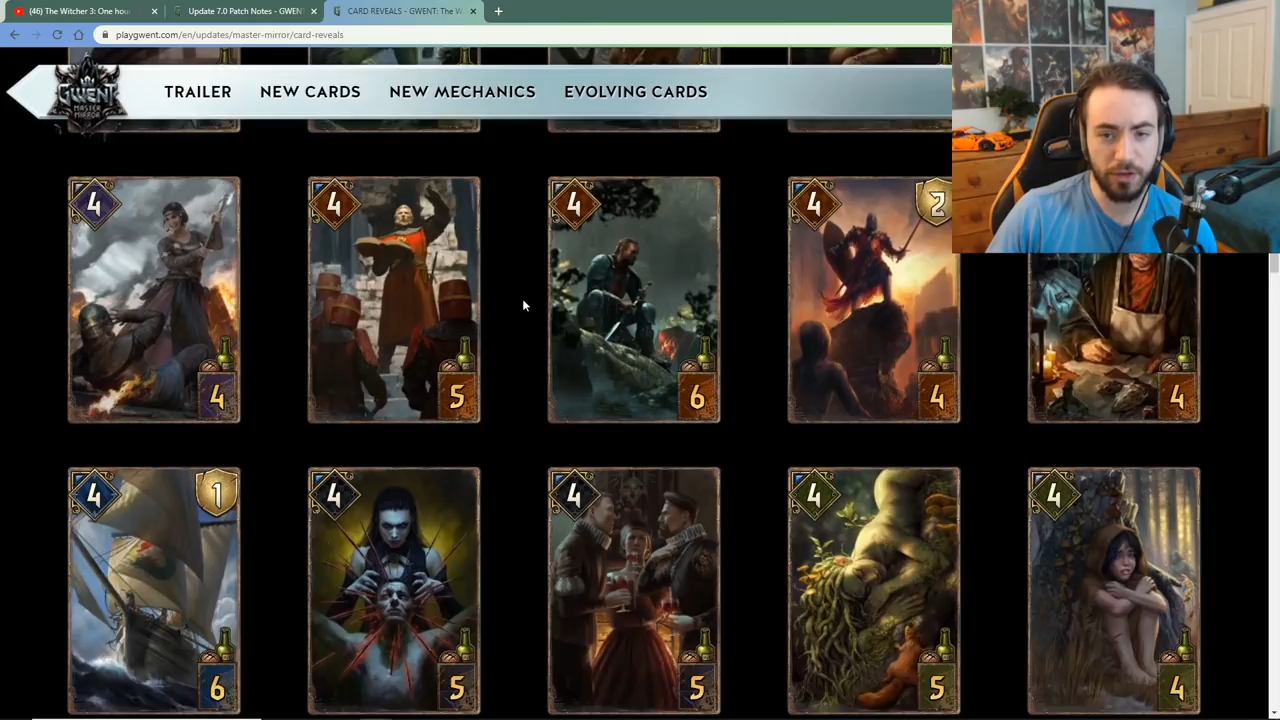 (46) The Witcher 3: One hou
Update 7.0 Patch Notes - GWENT
CARD REVEALS - GWENT: The W
playgwent.com/en/updates/master-mirror/card-reveals
GWENT
MASTER
MIRROR
TRAILER NEW CARDS NEW MECHANICS EVOLVING CARDS
4 4 4 4 2
4 5 6 4 4
4 1 4 4 4 4
6 5 5 5 4